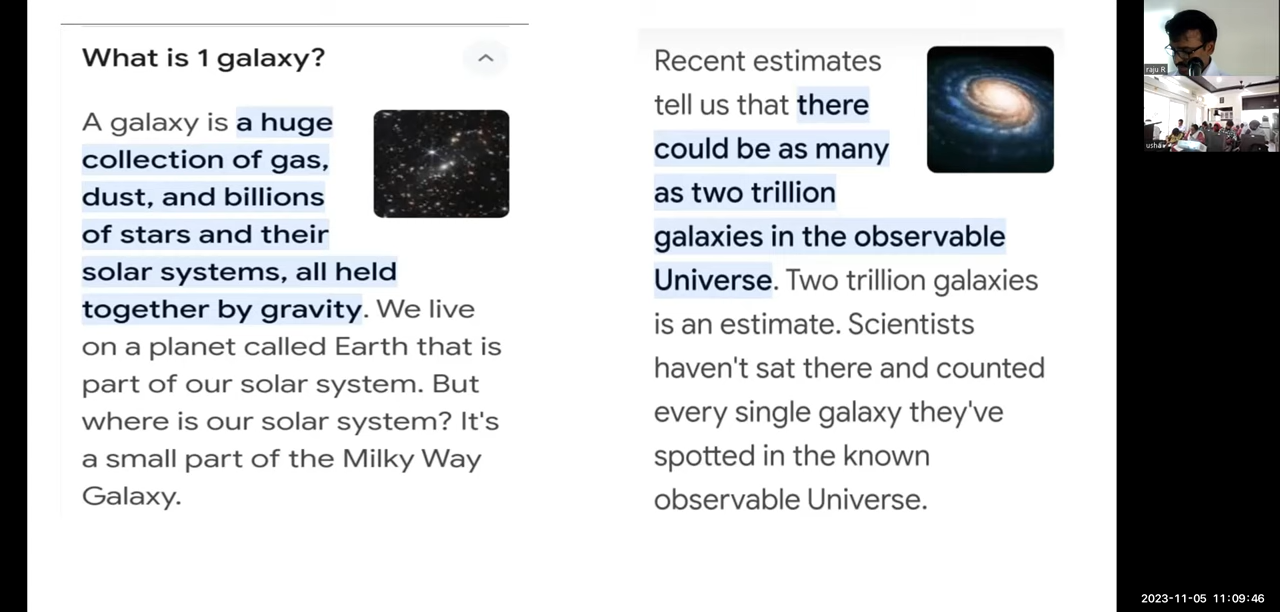 What is 1 galaxy?
A galaxy is a huge
collection of gas,
dust, and billions
of stars and their
solar systems, all held
together by gravity. We live
on a planet called Earth that is
part of our solar system. But
where is our solar system? It's
a small part of the Milky Way
Galaxy.
Recent estimates
tell us that there
could be as many
as two trillion
galaxies in the observable
Universe. Two trillion galaxies
is an estimate. Scientists
haven't sat there and counted
every single galaxy they've
spotted in the known
observable Universe.
raju R
usha
2023-11-05 11:09:46